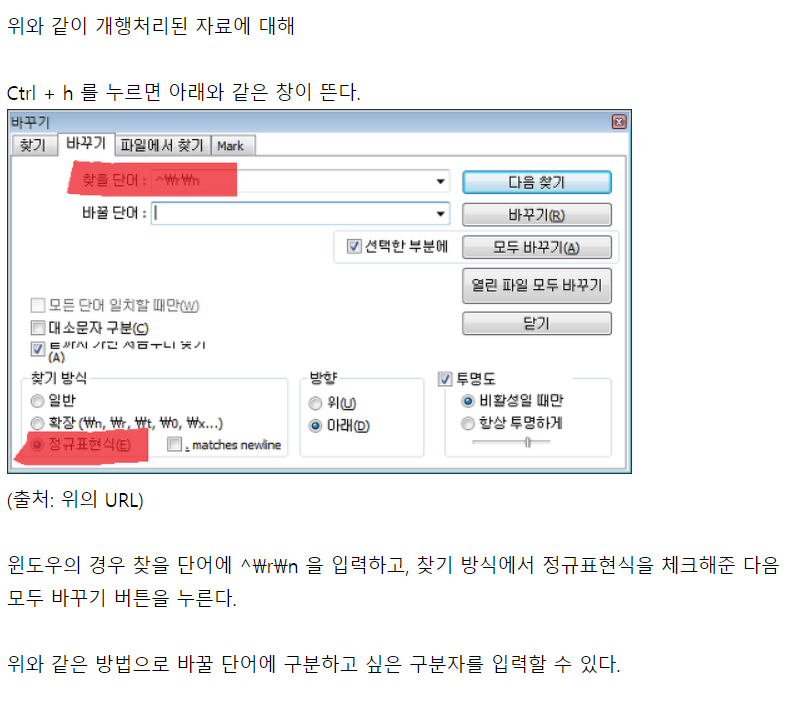 위와 같이 개행처리된 자료에 대해
Ctrl + h 를 누르면 아래와 같은 창이 뜬다.
바꾸기
찾기 바꾸기 파일에서 찾기 Mark
찾을 단어 : ^₩r₩n 다음 찾기
바꿀 단어 : 바꾸기(R)
선택한 부분에 모두 바꾸기(A)
열린 파일 모두 바꾸기
모든 단어 일치할 때만(W)
닫기
대소문자 구분(C)
(A)
찾기 방식 방향 투명도
일반 위(U) 비활성일 때만
확장 (₩n, ₩r, ₩t, ₩0, ₩x...) 아래(D) 항상 투명하게
정규표현식(E) . matches newline
(출처: 위의 URL)
윈도우의 경우 찾을 단어에 ^₩r₩n 을 입력하고, 찾기 방식에서 정규표현식을 체크해준 다음
모두 바꾸기 버튼을 누른다.
위와 같은 방법으로 바꿀 단어에 구분하고 싶은 구분자를 입력할 수 있다.